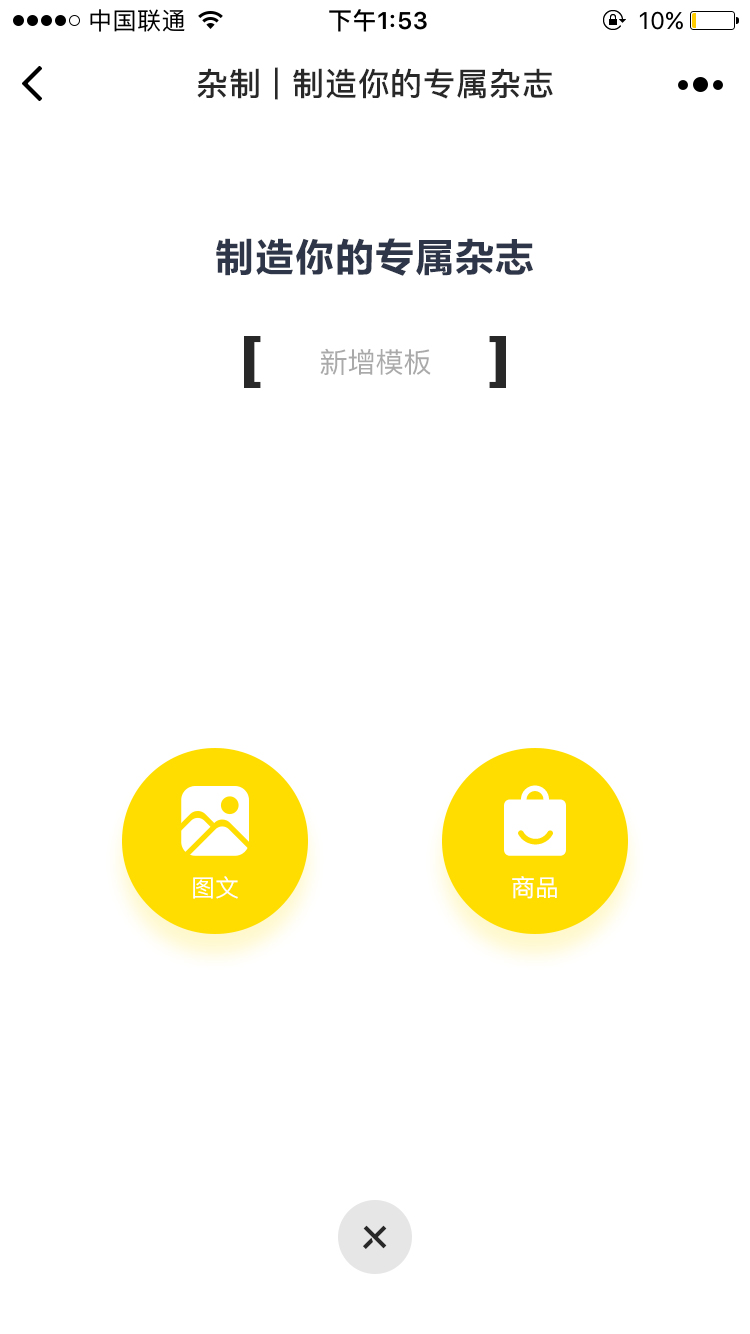 中国联通 下午1:53 10%
杂制 | 制造你的专属杂志
制造你的专属杂志
[ 新增模板 ]
图文 商品